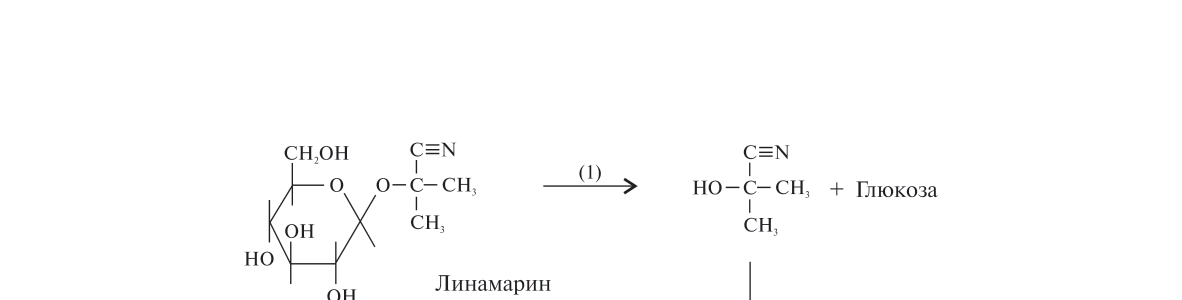 CH₂OH
C≡N
O
O–C–CH₃
CH₃
OH
HO
OH
Линамарин
(1)
C≡N
HO–C–CH₃ + Глюкоза
CH₃